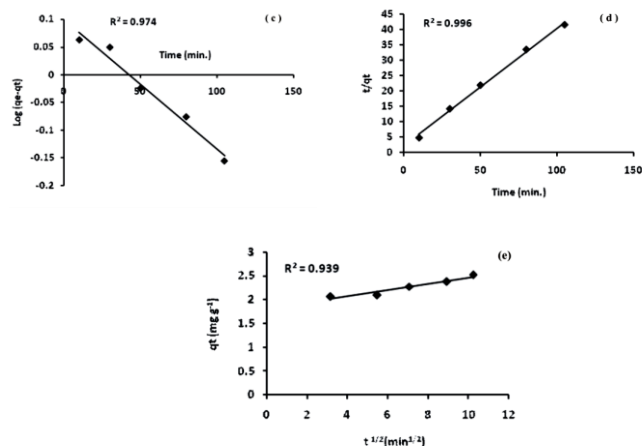 (c)
R² = 0.974
Time (min.)
Log (qe-qt)
0.1
0.05
0
-0.05
-0.1
-0.15
-0.2
0
50
100
150
(d)
R² = 0.996
t/qt
45
40
35
30
25
20
15
10
5
0
0
50
100
150
Time (min.)
(e)
R² = 0.939
qt (mg g⁻¹)
3
2.5
2
1.5
1
0.5
0
0 2 4 6 8 10 12
t ¹/²(min¹/²)